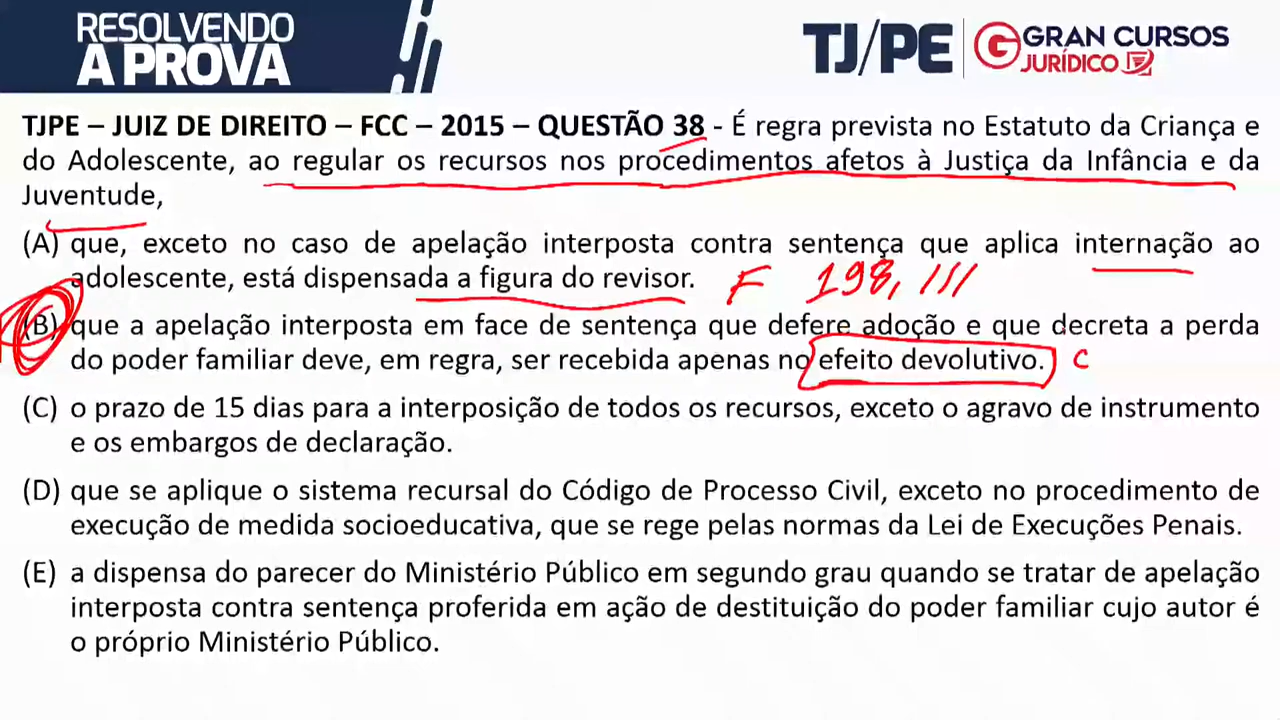 RESOLVENDO
A PROVA
TJ/PE
GRAN CURSOS
JURÍDICO
TJPE – JUIZ DE DIREITO – FCC – 2015 – QUESTÃO 38 - É regra prevista no Estatuto da Criança e
do Adolescente, ao regular os recursos nos procedimentos afetos à Justiça da Infância e da
Juventude,
(A) que, exceto no caso de apelação interposta contra sentença que aplica internação ao
adolescente, está dispensada a figura do revisor. F 198, III
(B) que a apelação interposta em face de sentença que defere adoção e que decreta a perda
do poder familiar deve, em regra, ser recebida apenas no efeito devolutivo. C
(C) o prazo de 15 dias para a interposição de todos os recursos, exceto o agravo de instrumento
e os embargos de declaração.
(D) que se aplique o sistema recursal do Código de Processo Civil, exceto no procedimento de
execução de medida socioeducativa, que se rege pelas normas da Lei de Execuções Penais.
(E) a dispensa do parecer do Ministério Público em segundo grau quando se tratar de apelação
interposta contra sentença proferida em ação de destituição do poder familiar cujo autor é
o próprio Ministério Público.